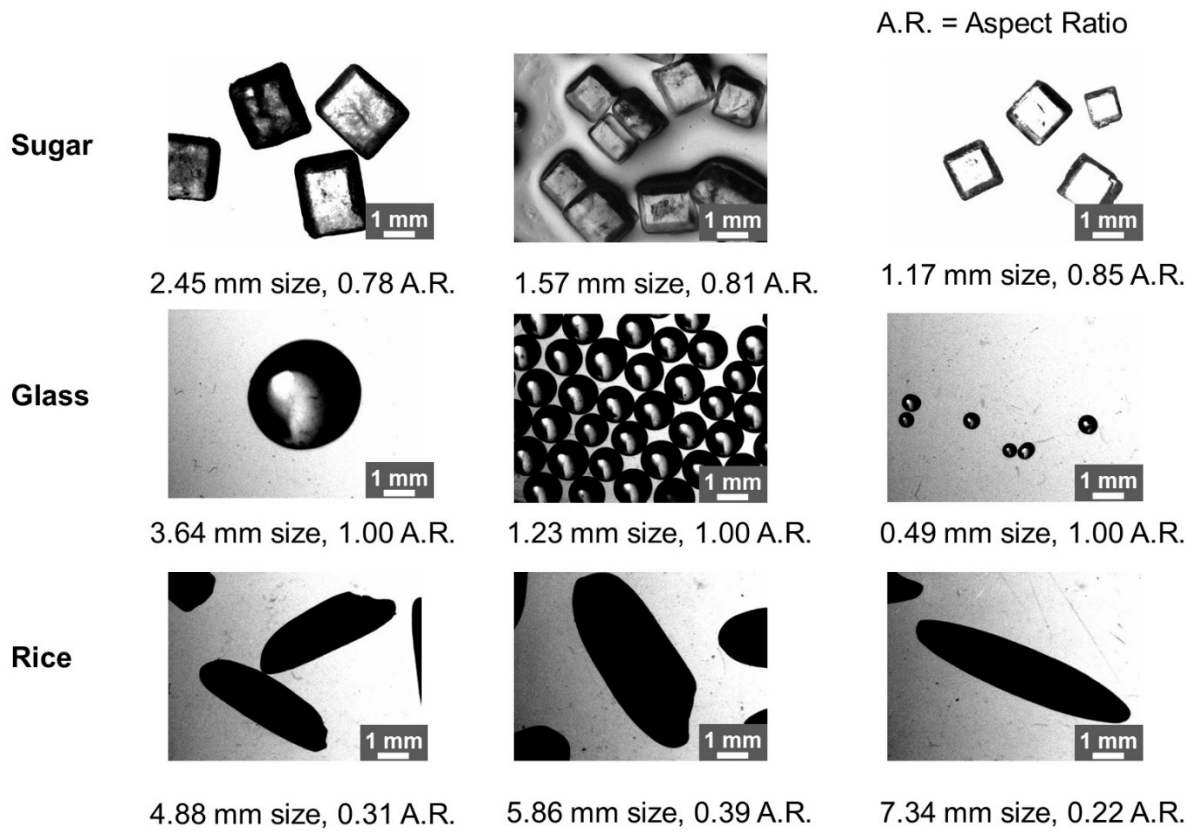 A.R. = Aspect Ratio
Sugar
1 mm
1 mm
1 mm
2.45 mm size, 0.78 A.R.
1.57 mm size, 0.81 A.R.
1.17 mm size, 0.85 A.R.
Glass
1 mm
1 mm
1 mm
3.64 mm size, 1.00 A.R.
1.23 mm size, 1.00 A.R.
0.49 mm size, 1.00 A.R.
Rice
1 mm
1 mm
1 mm
4.88 mm size, 0.31 A.R.
5.86 mm size, 0.39 A.R.
7.34 mm size, 0.22 A.R.